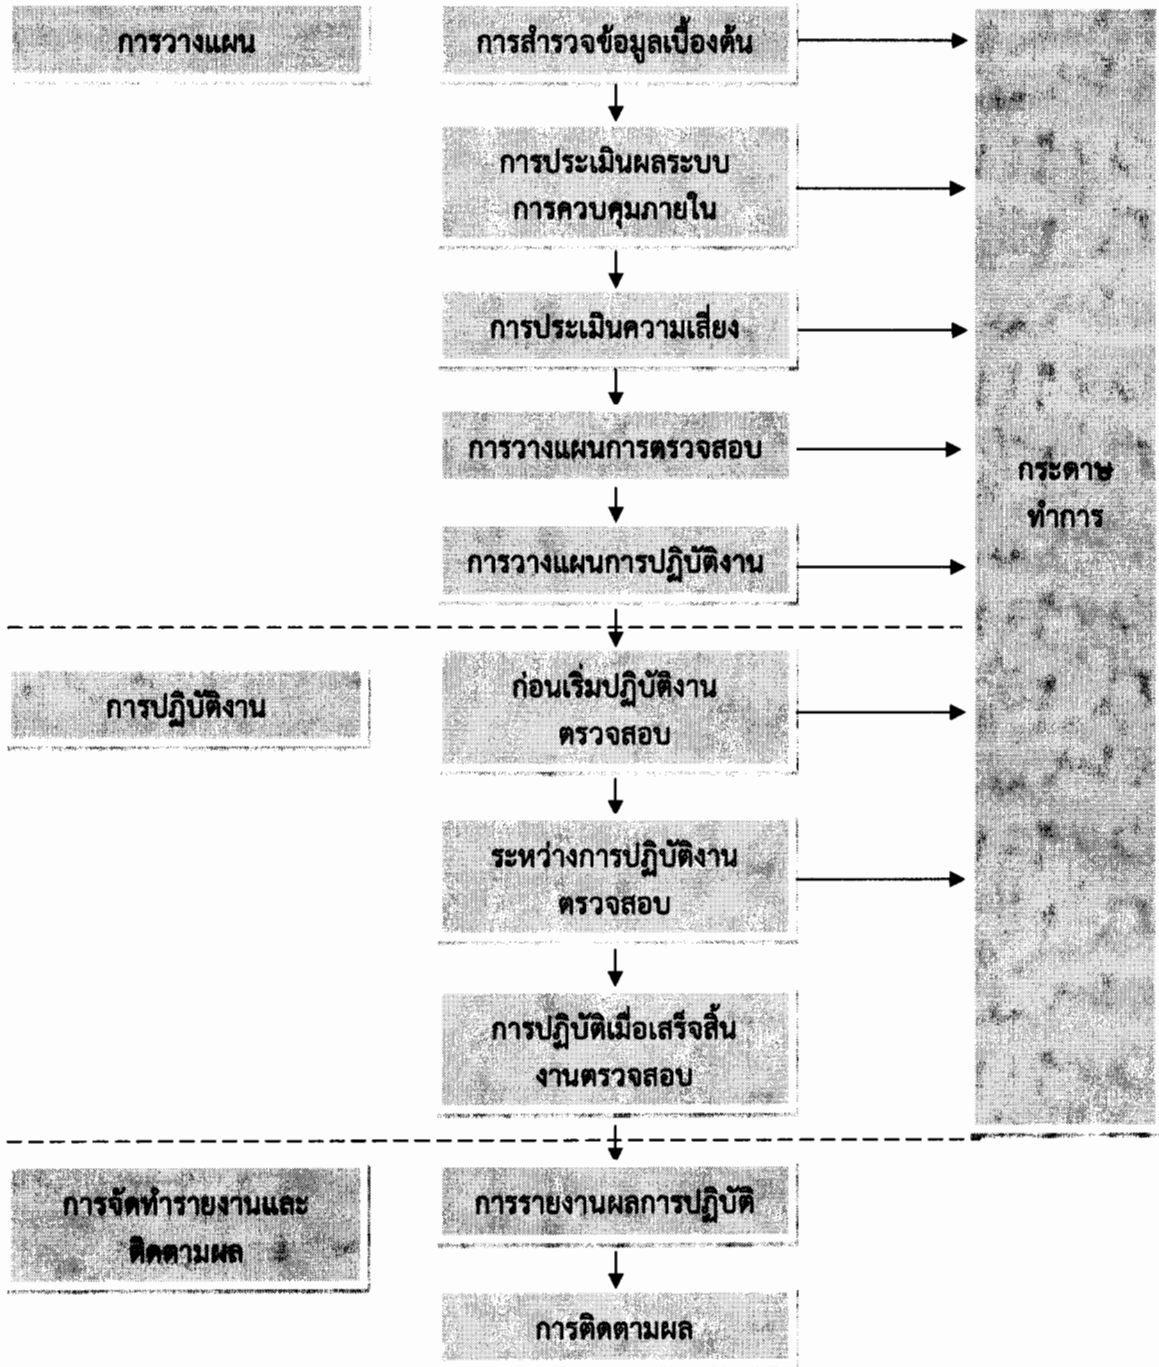 การวางแผน
การสำรวจข้อมูลเบื้องต้น
การประเมินผลระบบ
การควบคุมภายใน
การประเมินความเสี่ยง
การวางแผนการตรวจสอบ
กระดาษ
ทำการ
การวางแผนการปฏิบัติงาน
การปฏิบัติงาน
ก่อนเริ่มปฏิบัติงาน
ตรวจสอบ
ระหว่างการปฏิบัติงาน
ตรวจสอบ
การปฏิบัติเมื่อเสร็จสิ้น
งานตรวจสอบ
การจัดทำรายงานและ
ติดตามผล
การรายงานผลการปฏิบัติ
การติดตามผล